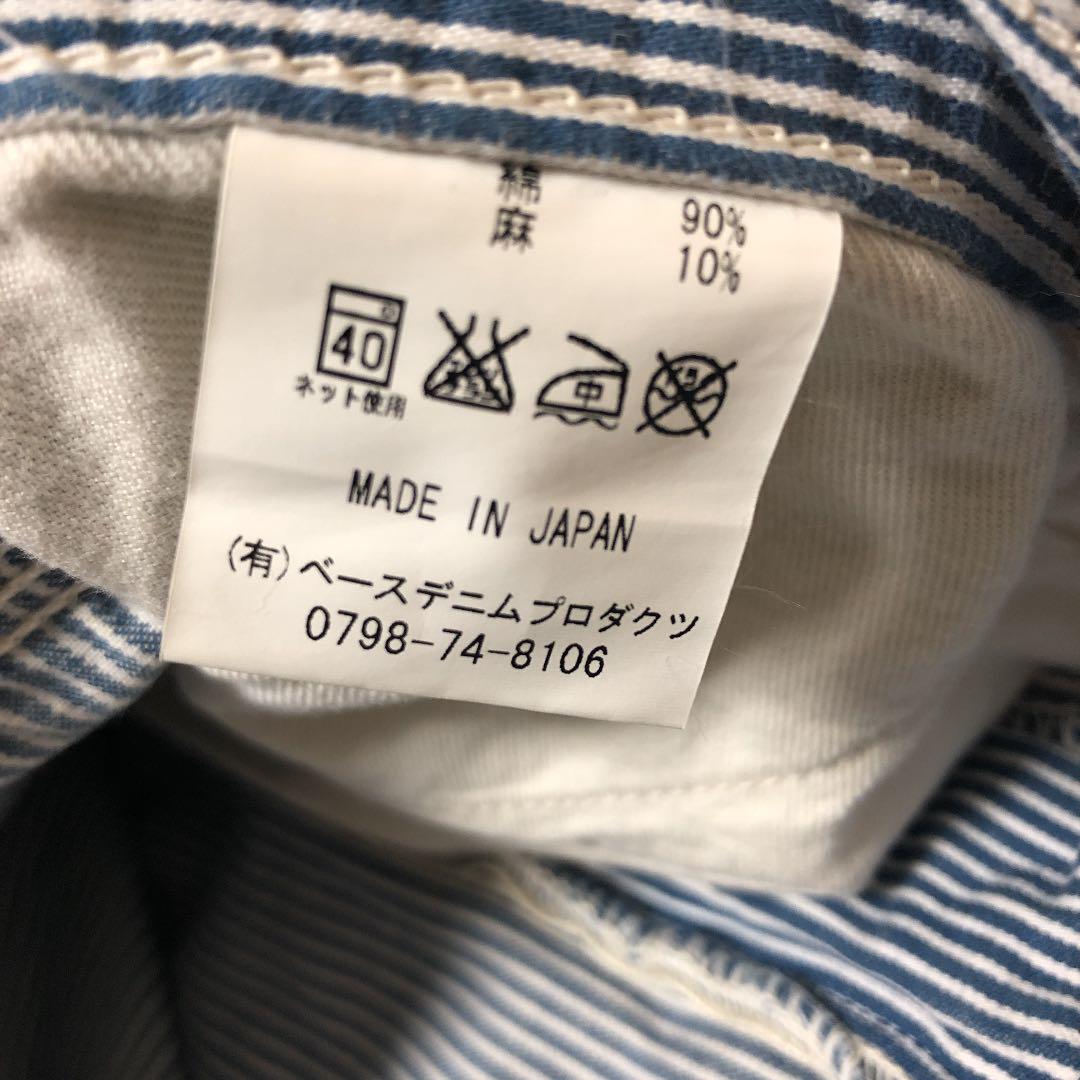 綿 90%
麻 10%
40 中
ネット使用
MADE IN JAPAN
(有)ベースデニムプロダクツ
0798-74-8106